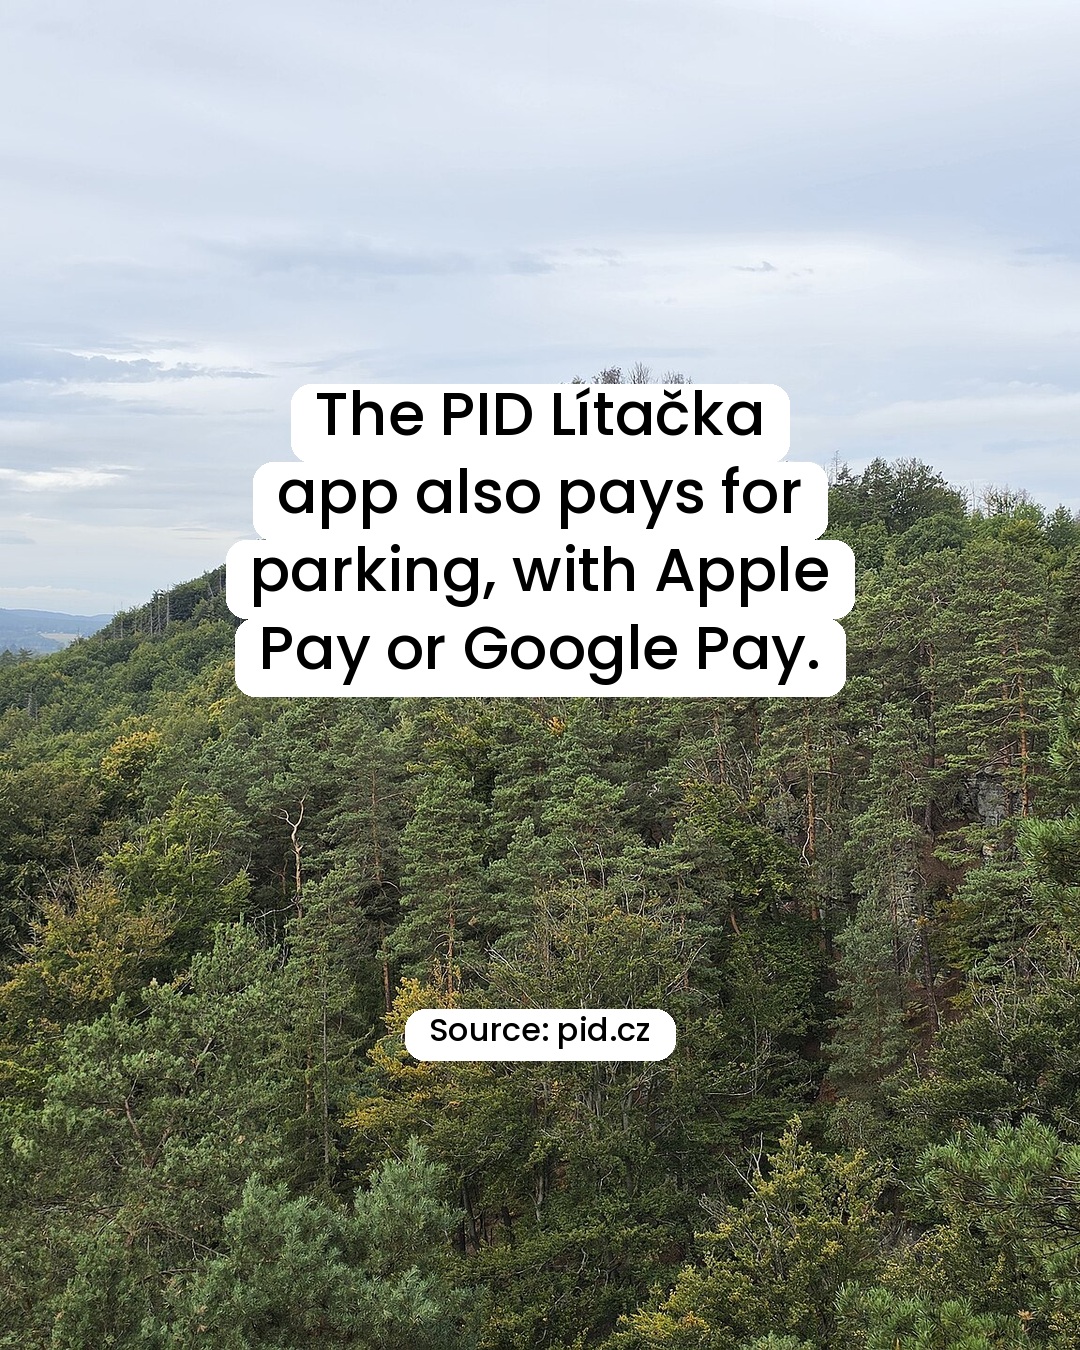 The PID Lítačka
app also pays for
parking, with Apple
Pay or Google Pay.
Source: pid.cz